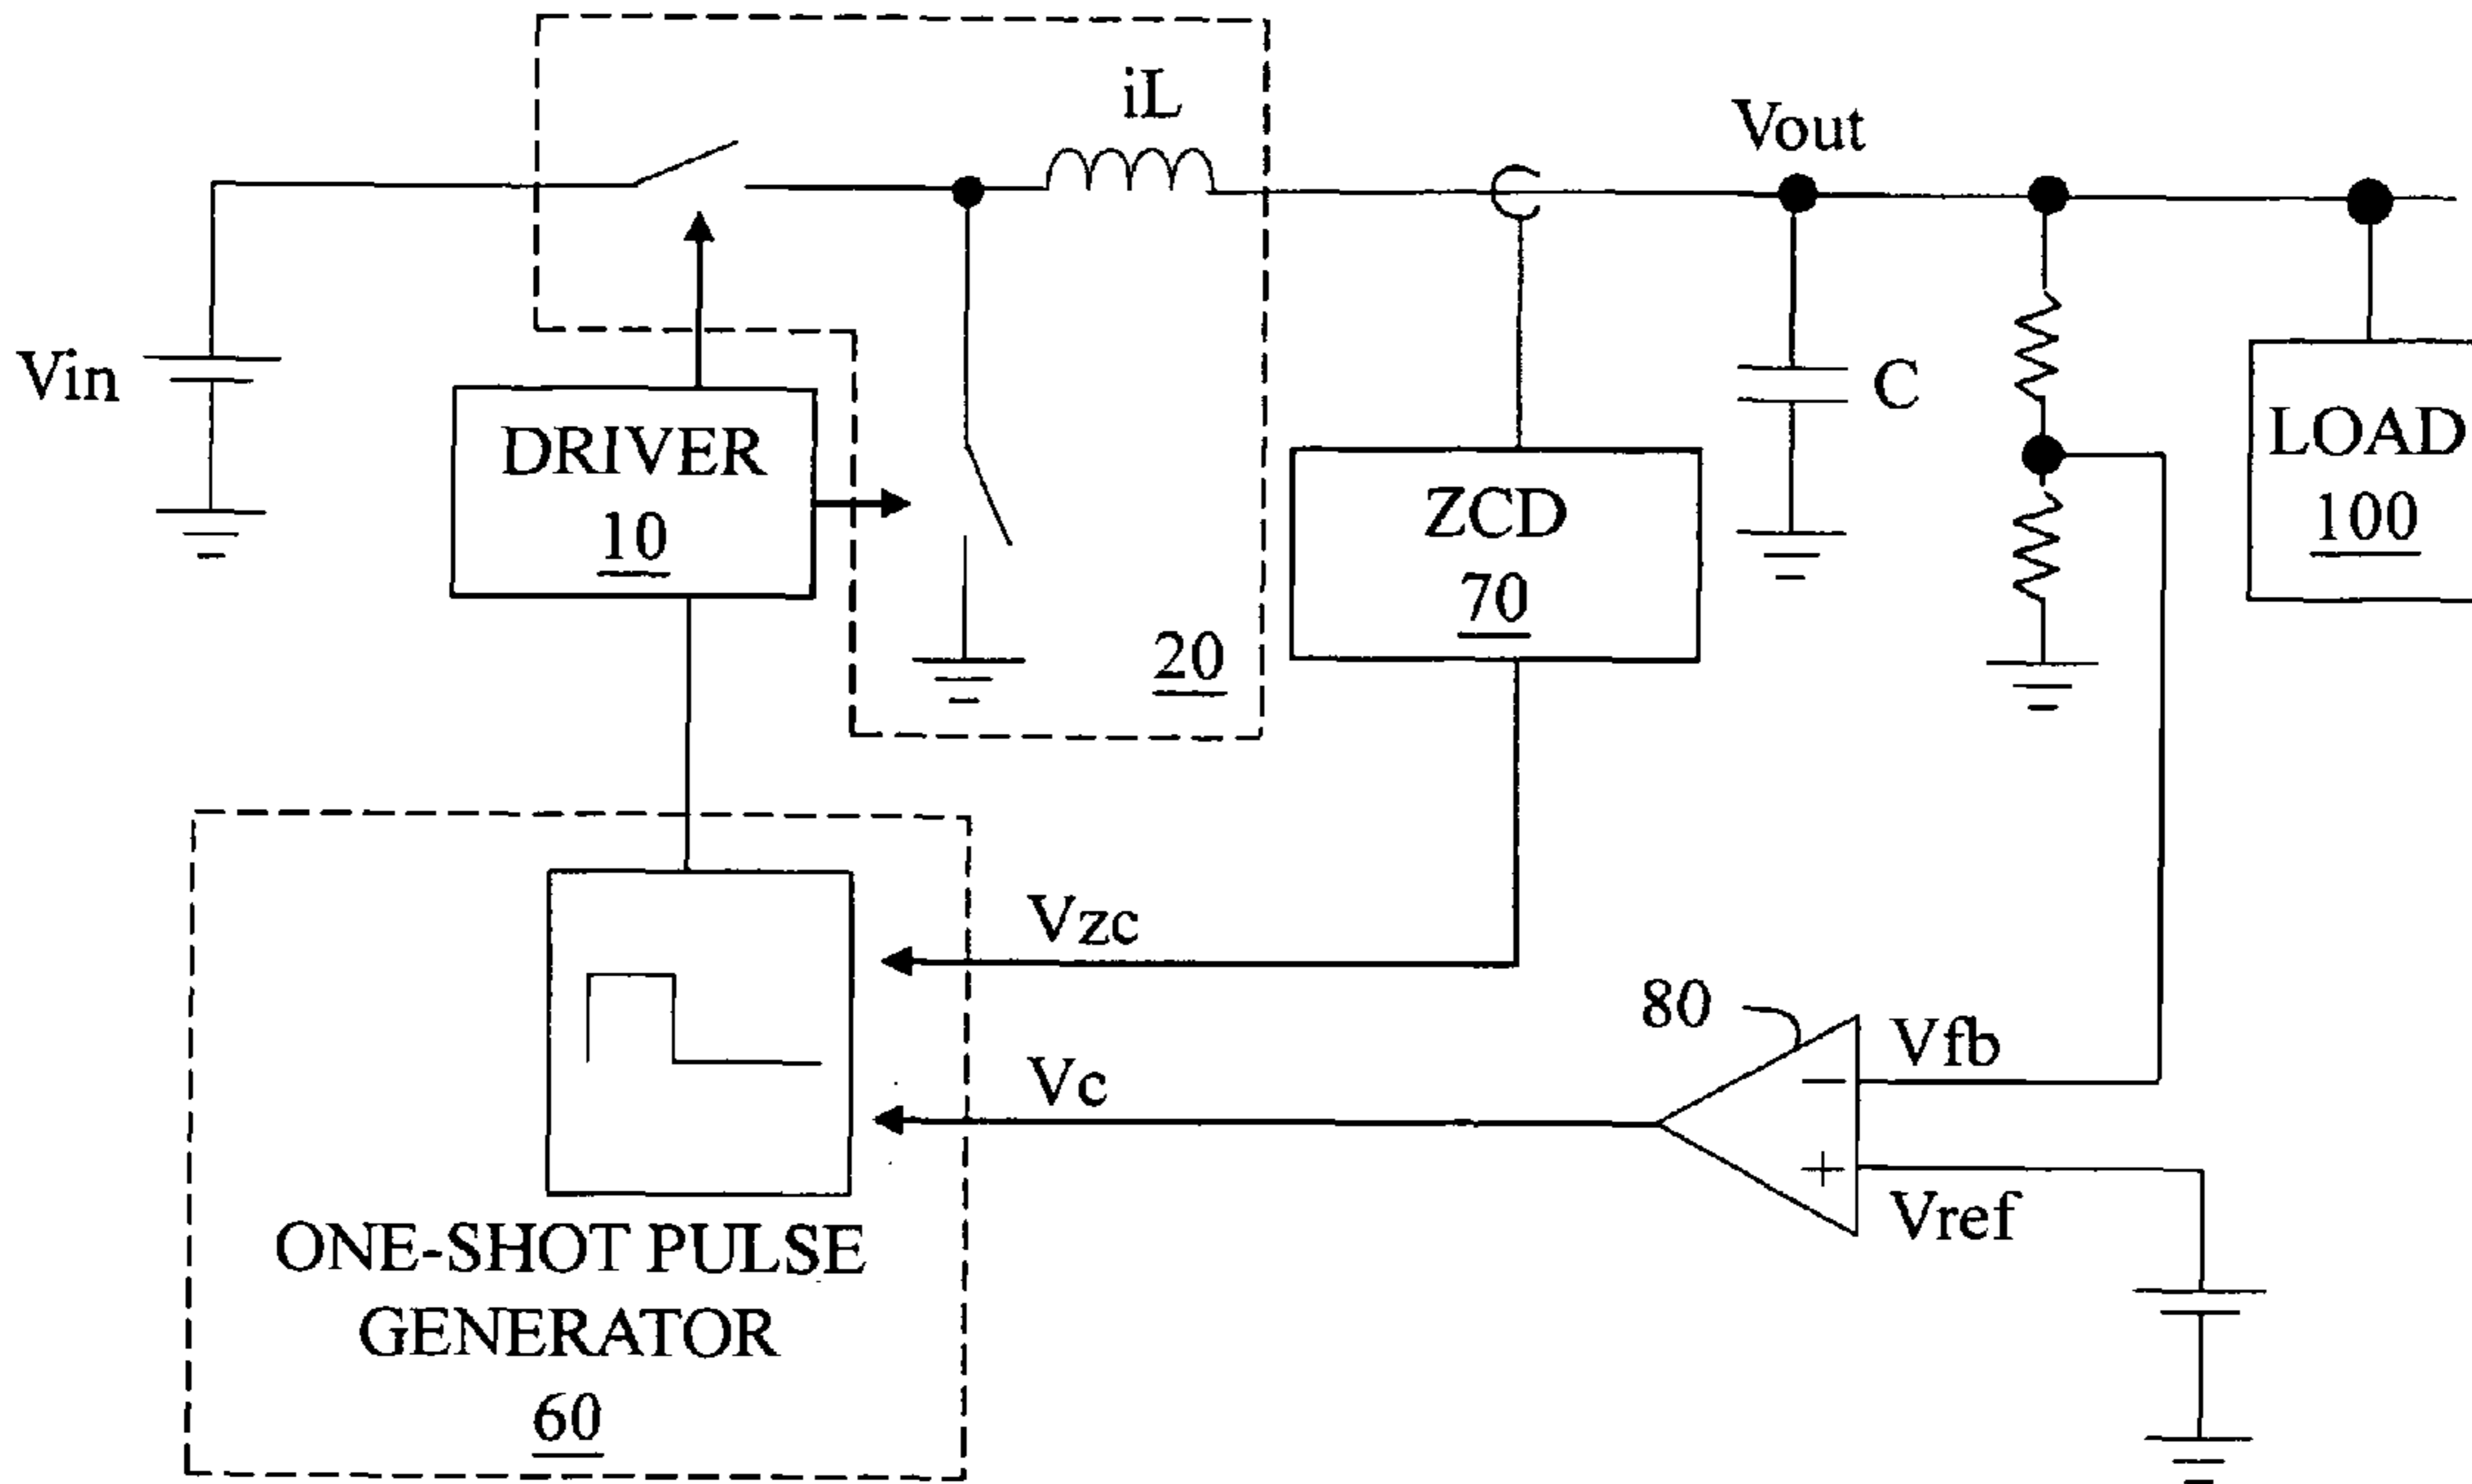 iL
Vout
Vin
DRIVER
10
C
LOAD
100
ZCD
70
20
Vzc
80
Vfb
Vc
Vref
ONE-SHOT PULSE
GENERATOR
60